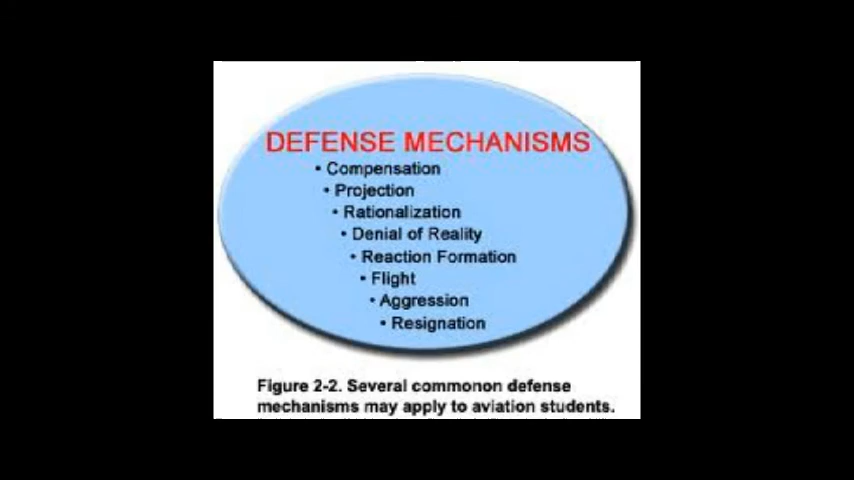 DEFENSE MECHANISMS
• Compensation
• Projection
• Rationalization
• Denial of Reality
• Reaction Formation
• Flight
• Aggression
• Resignation
Figure 2-2. Several commonon defense
mechanisms may apply to aviation students.